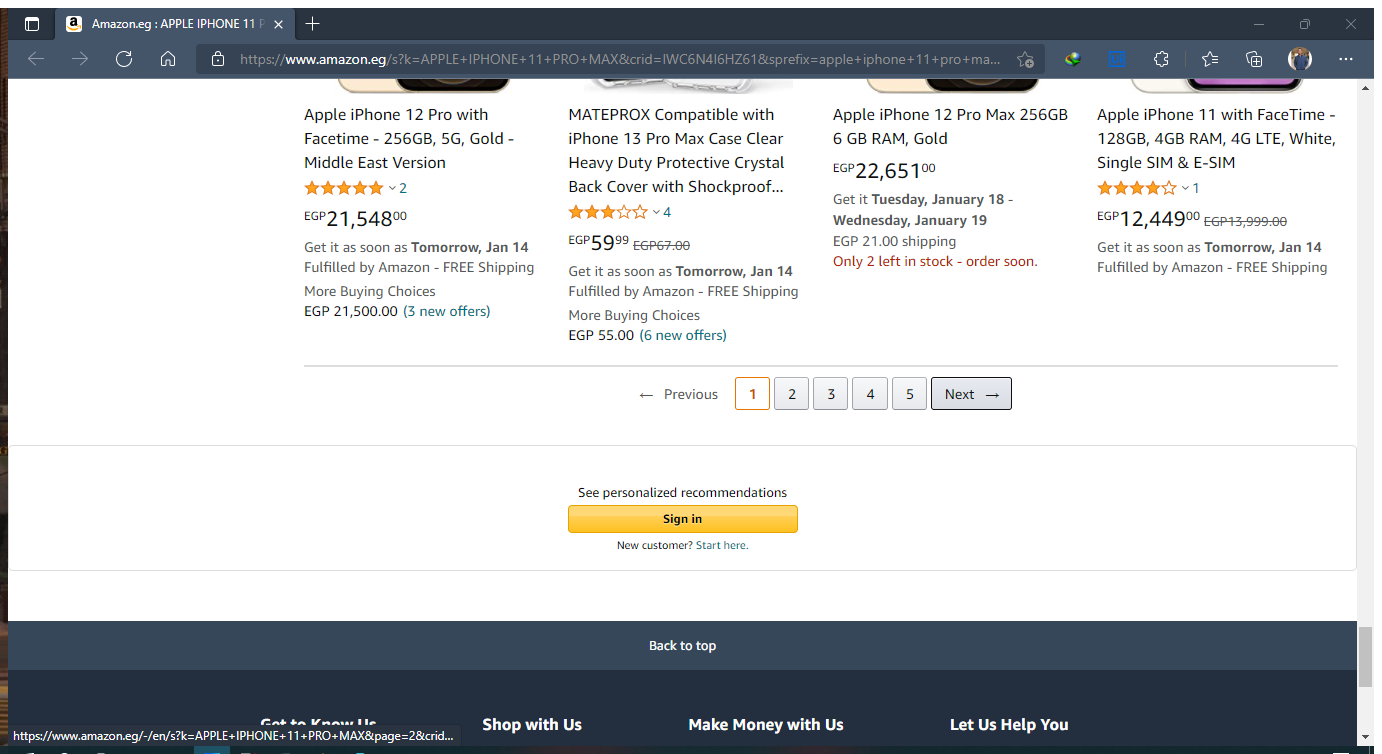 Amazon.eg : APPLE IPHONE 11 P
https://www.amazon.eg/s?k=APPLE+IPHONE+11+PRO+MAX&crid=IWC6N4I6HZ61&sprefix=apple+iphone+11+pro+ma...
Apple iPhone 12 Pro with
Facetime - 256GB, 5G, Gold -
Middle East Version
2
EGP21,54800
Get it as soon as Tomorrow, Jan 14
Fulfilled by Amazon - FREE Shipping
More Buying Choices
EGP 21,500.00 (3 new offers)
MATEPROX Compatible with
iPhone 13 Pro Max Case Clear
Heavy Duty Protective Crystal
Back Cover with Shockproof...
4
EGP5999 EGP67.00
Get it as soon as Tomorrow, Jan 14
Fulfilled by Amazon - FREE Shipping
More Buying Choices
EGP 55.00 (6 new offers)
Apple iPhone 12 Pro Max 256GB
6 GB RAM, Gold
EGP22,65100
Get it Tuesday, January 18 -
Wednesday, January 19
EGP 21.00 shipping
Only 2 left in stock - order soon.
Apple iPhone 11 with FaceTime -
128GB, 4GB RAM, 4G LTE, White,
Single SIM & E-SIM
1
EGP12,44900 EGP13,999.00
Get it as soon as Tomorrow, Jan 14
Fulfilled by Amazon - FREE Shipping
← Previous 1 2 3 4 5 Next →
See personalized recommendations
Sign in
New customer? Start here.
Back to top
Get to Know Us Shop with Us Make Money with Us Let Us Help You
https://www.amazon.eg/-/en/s?k=APPLE+IPHONE+11+PRO+MAX&page=2&crid...